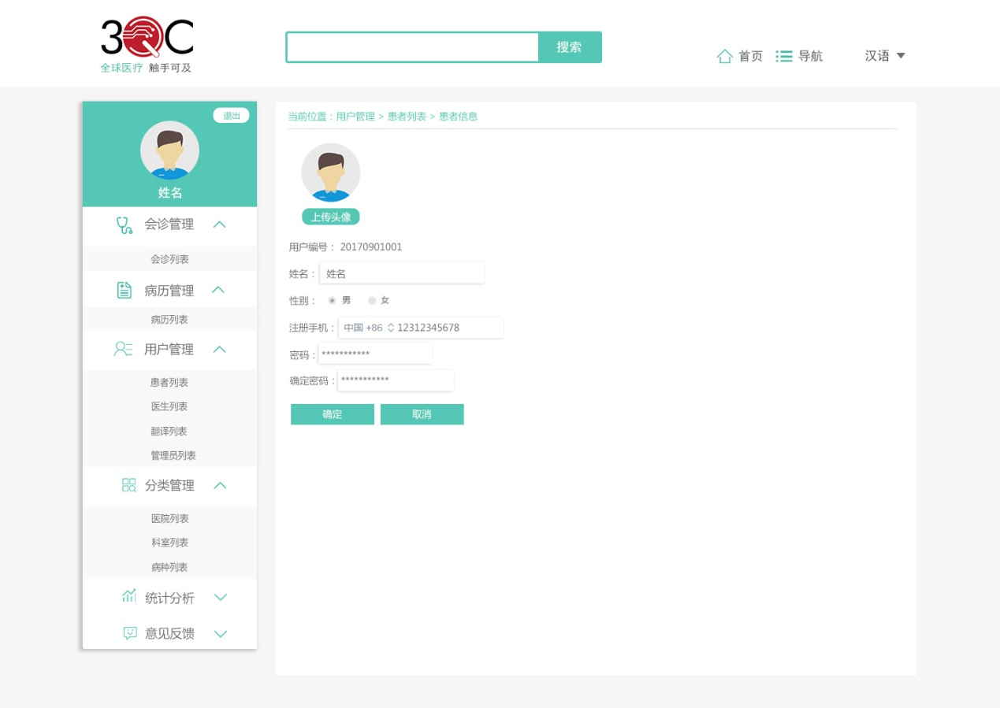 3QC
全球医疗 触手可及
搜索
首页
导航
汉语
退出
姓名
会诊管理
会诊列表
病历管理
病历列表
用户管理
患者列表
医生列表
翻译列表
管理员列表
分类管理
医院列表
科室列表
病种列表
统计分析
意见反馈
当前位置：用户管理 > 患者列表 > 患者信息
上传头像
用户编号： 20170901001
姓名： 姓名
性别： 男 女
注册手机： 中国 +86 12312345678
密码： ***********
确定密码： ***********
确定 取消